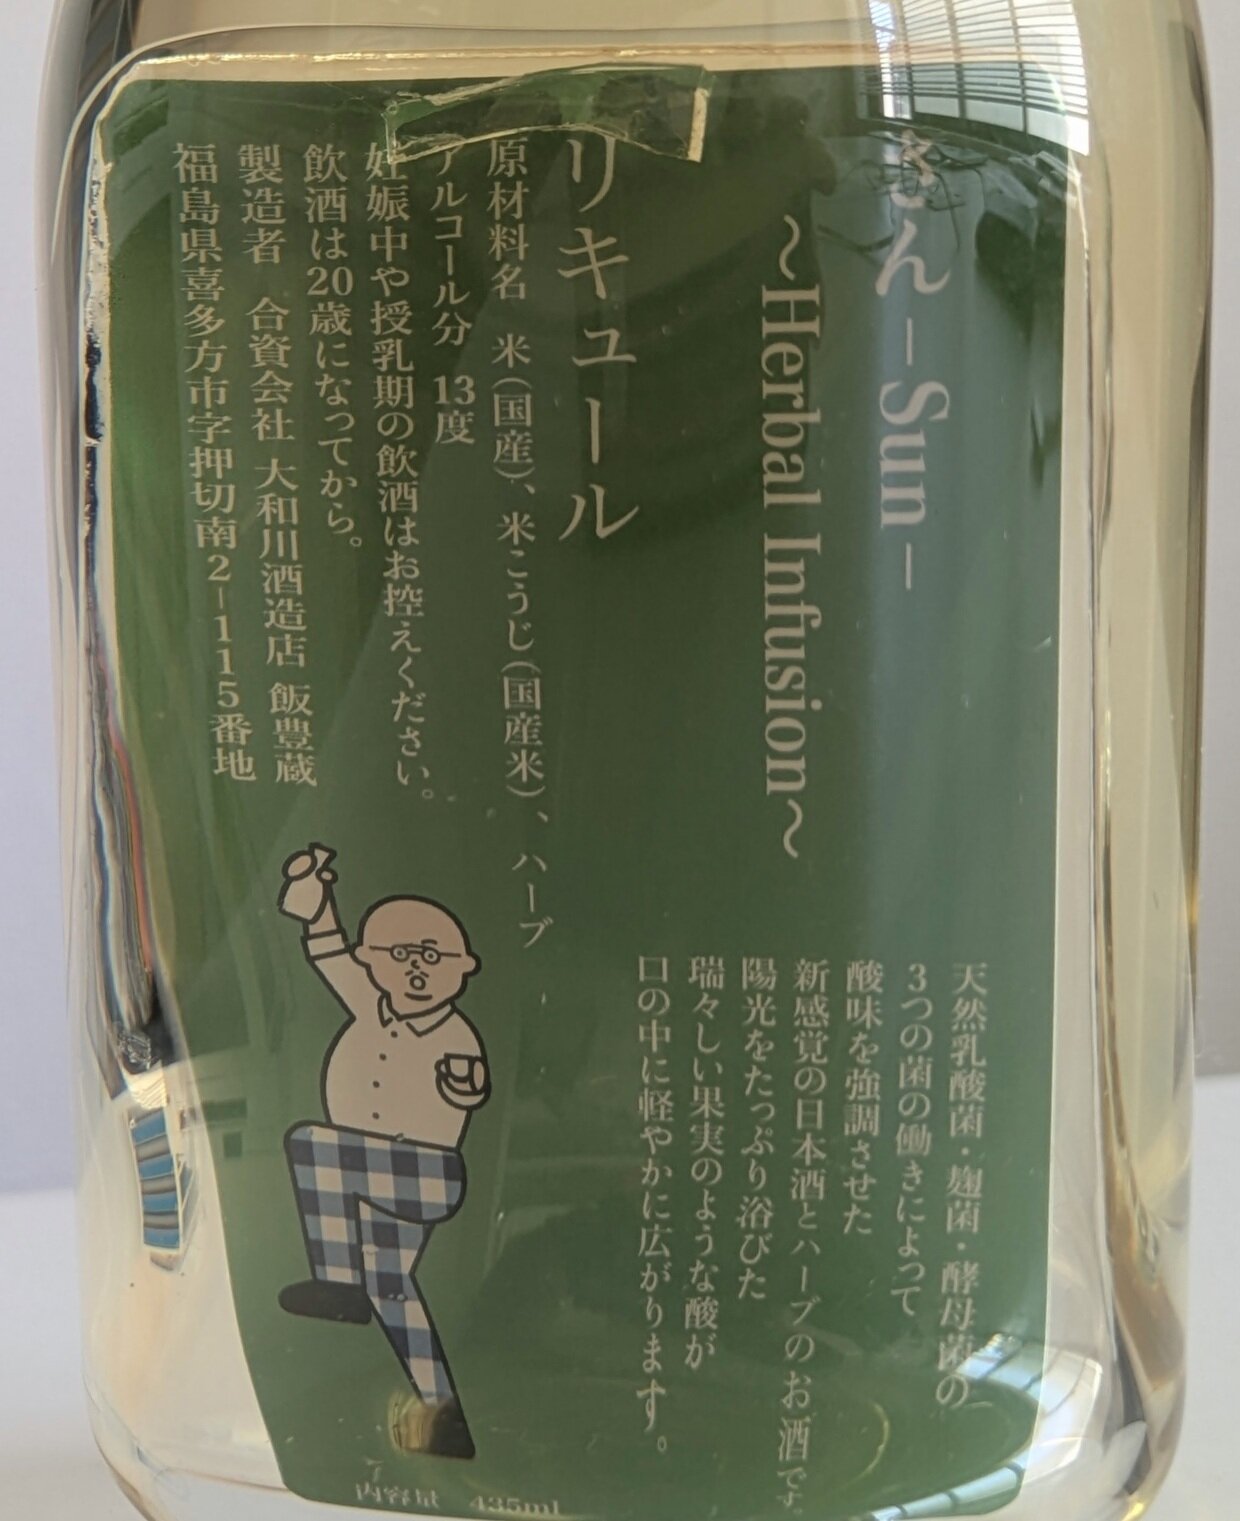 さん－Sun－
～Herbal Infusion～
天然乳酸菌・麹菌・酵母菌の
3つの菌の働きによって
酸味を強調させた
新感覚の日本酒とハーブのお酒です。
陽光をたっぷり浴びた
瑞々しい果実のような酸が
口の中に軽やかに広がります。
リキュール
原材料名　米（国産）、米こうじ（国産米）、ハーブ
アルコール分　13度
妊娠中や授乳期の飲酒はお控えください。
飲酒は20歳になってから。
製造者　合資会社 大和川酒造店 飯豊蔵
福島県喜多方市字押切南2－115番地
内容量　435ml